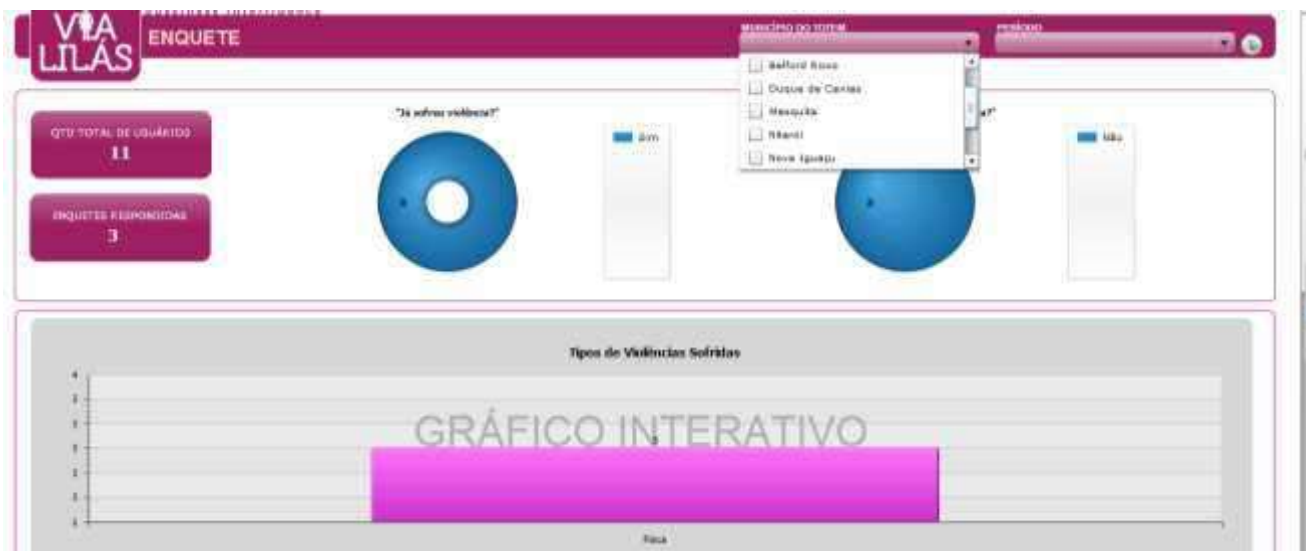 VIA
LILÁS
ENQUETE
MUNICÍPIO DO TOTEM
PERÍODO
Belford Roxo
Duque de Caxias
Mesquita
Niterói
Nova Iguaçu
QTD TOTAL DE USUÁRIOS
11
ENQUETES RESPONDIDAS
3
"Já sofreu violência?"
Sim
Não
Tipos de Violências Sofridas
GRÁFICO INTERATIVO
4
Física